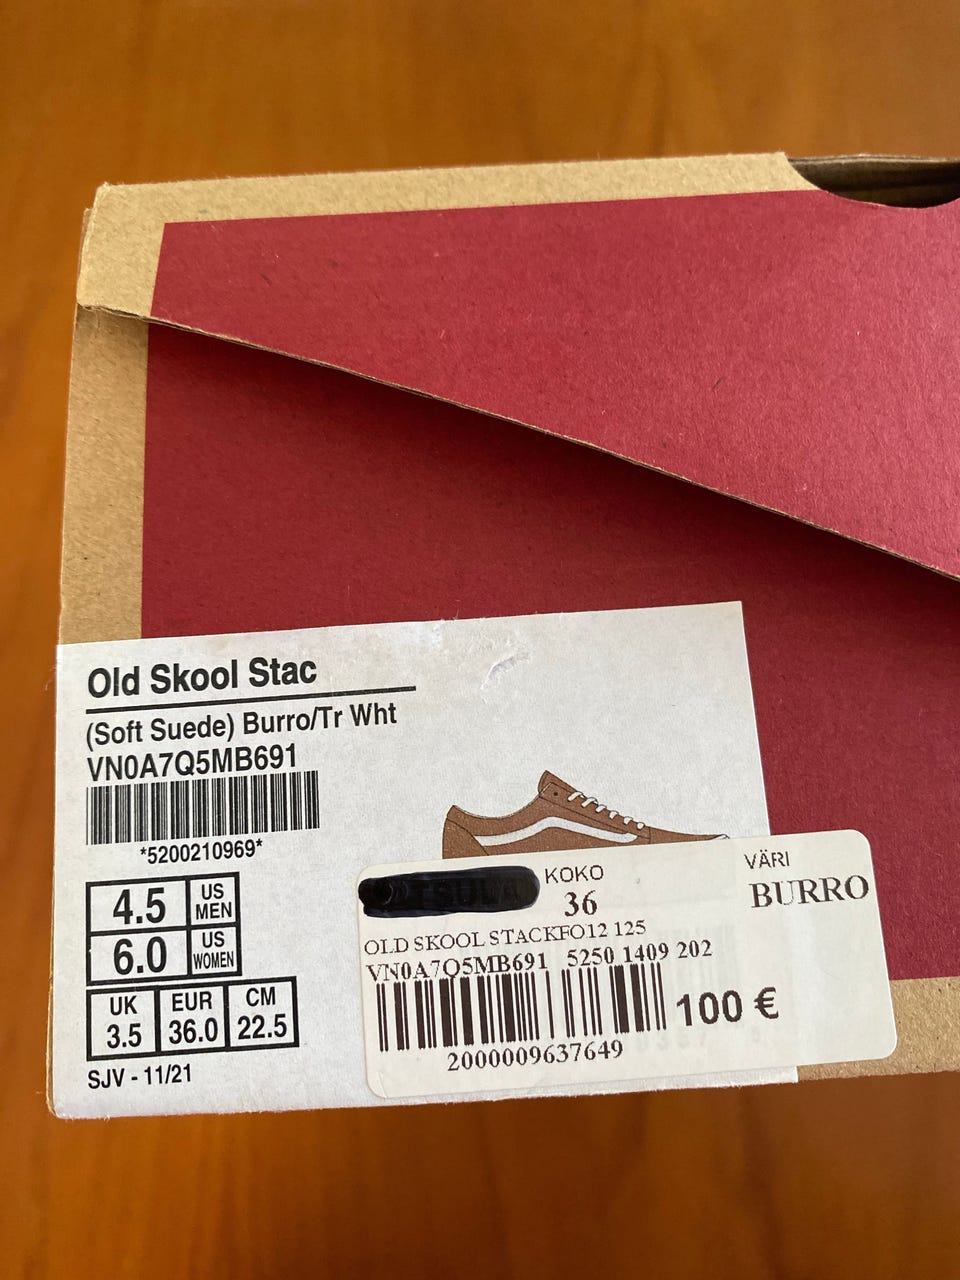 Old Skool Stac
(Soft Suede) Burro/Tr Wht
VN0A7Q5MB691
*5200210969*
4.5 US MEN
6.0 US WOMEN
UK EUR CM
3.5 36.0 22.5
SJV - 11/21
KOKO VÄRI
36 BURRO
OLD SKOOL STACKFO12 125
VN0A7Q5MB691 5250 1409 202
100 €
2000009637649